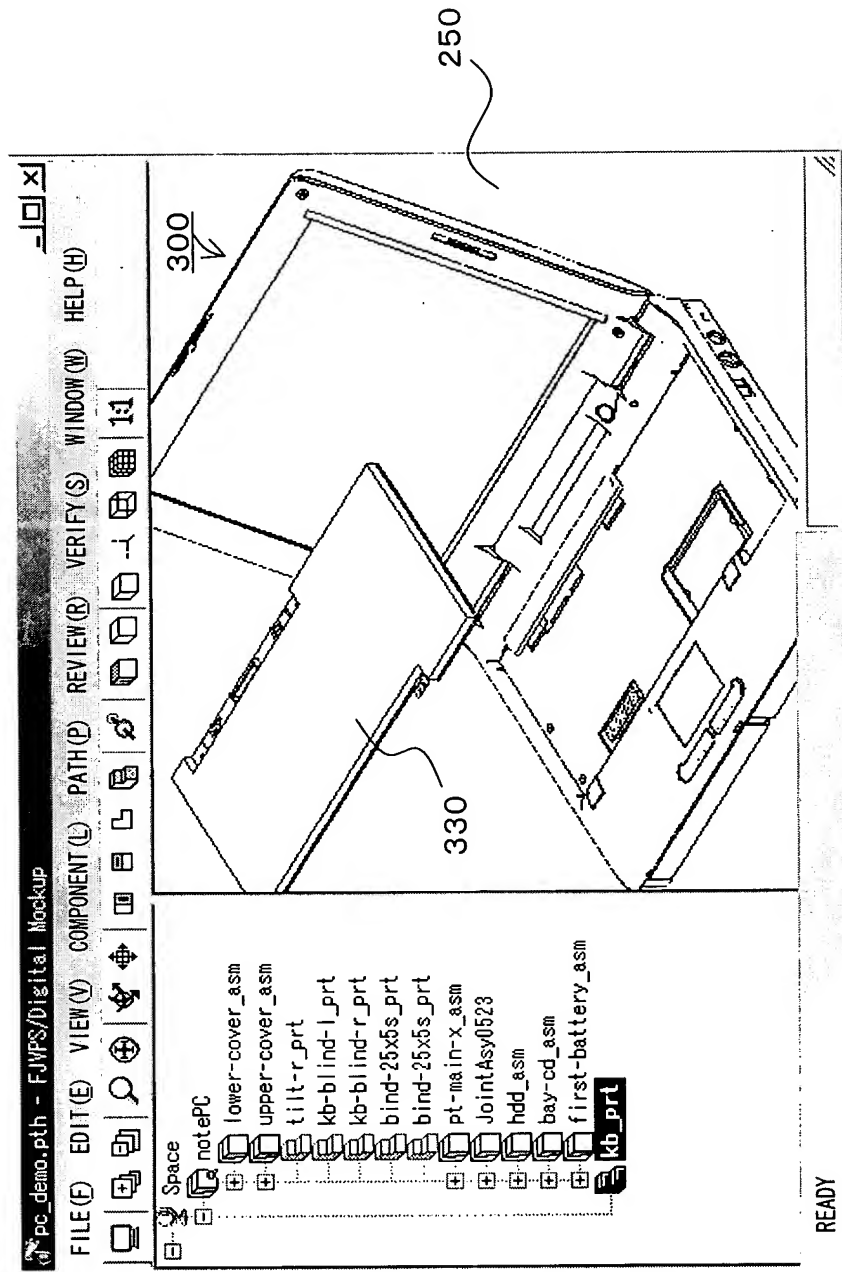 pc_demo.pth - FJVPS/Digital Mockup
FILE(F) EDIT(E) VIEW(V) COMPONENT(L) PATH(P) REVIEW(R) VERIFY(S) WINDOW(W) HELP(H)
1:1
Space
notePC
lower-cover_asm
upper-cover_asm
tilt-r_prt
kb-blind-l_prt
kb-blind-r_prt
bind-25x5s_prt
bind-25x5s_prt
pt-main-x_asm
JointAsy0523
hdd_asm
bay-cd_asm
first-battery_asm
kb_prt
300
330
250
READY